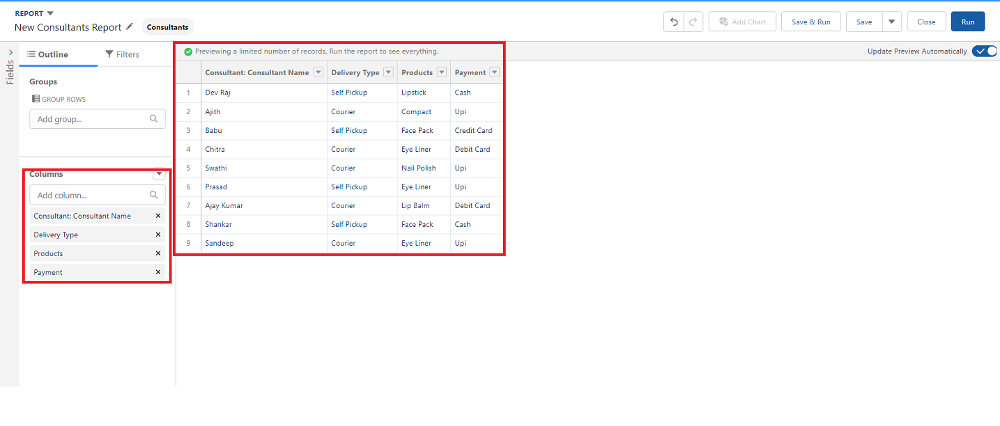 REPORT
New Consultants Report Consultants
Add Chart Save & Run Save Close Run
Fields
Outline Filters
Previewing a limited number of records. Run the report to see everything.
Update Preview Automatically
Groups
GROUP ROWS
Add group...
Columns
Add column...
Consultant: Consultant Name
Delivery Type
Products
Payment
Consultant: Consultant Name Delivery Type Products Payment
1 Dev Raj Self Pickup Lipstick Cash
2 Ajith Courier Compact Upi
3 Babu Self Pickup Face Pack Credit Card
4 Chitra Courier Eye Liner Debit Card
5 Swathi Courier Nail Polish Upi
6 Prasad Self Pickup Eye Liner Upi
7 Ajay Kumar Courier Lip Balm Debit Card
8 Shankar Self Pickup Face Pack Cash
9 Sandeep Courier Eye Liner Upi